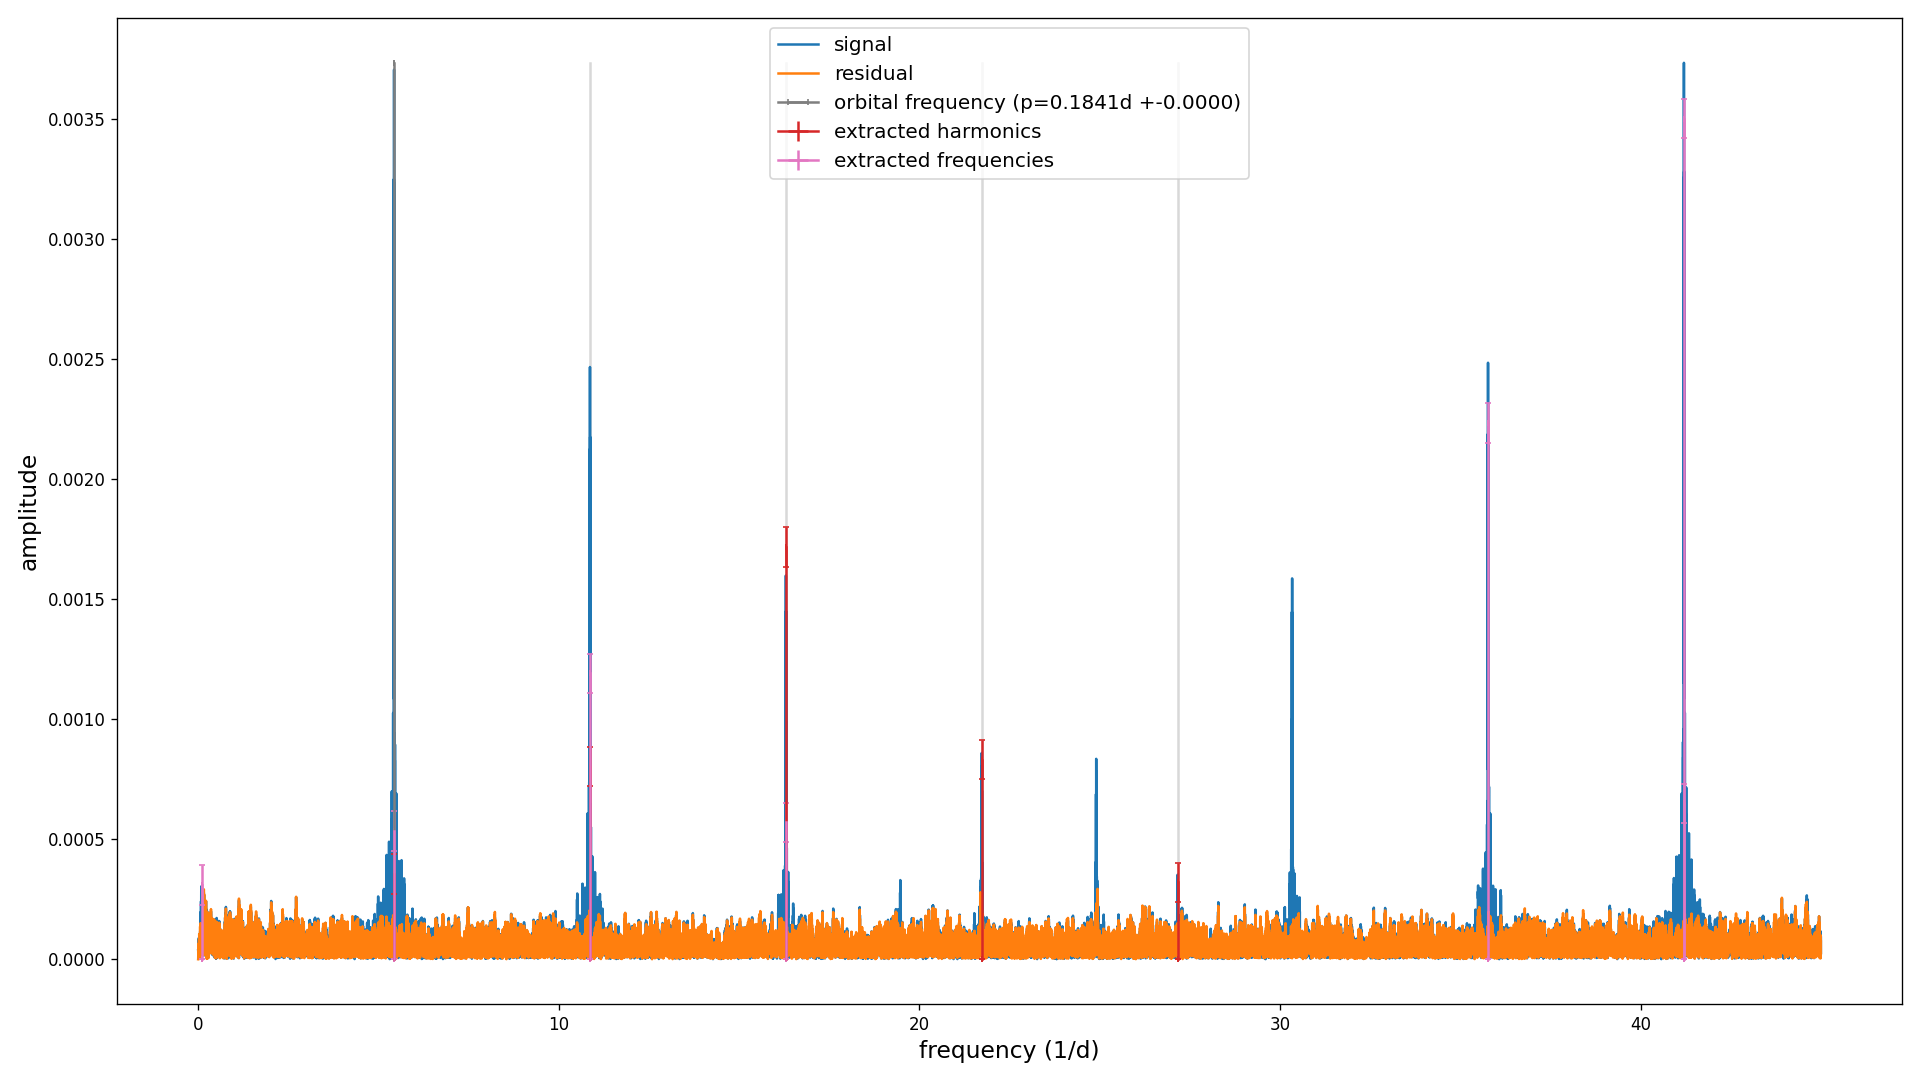 signal
residual
orbital frequency (p=0.1841d +-0.0000)
extracted harmonics
extracted frequencies
amplitude
0.0035
0.0030
0.0025
0.0020
0.0015
0.0010
0.0005
0.0000
0 10 20 30 40
frequency (1/d)